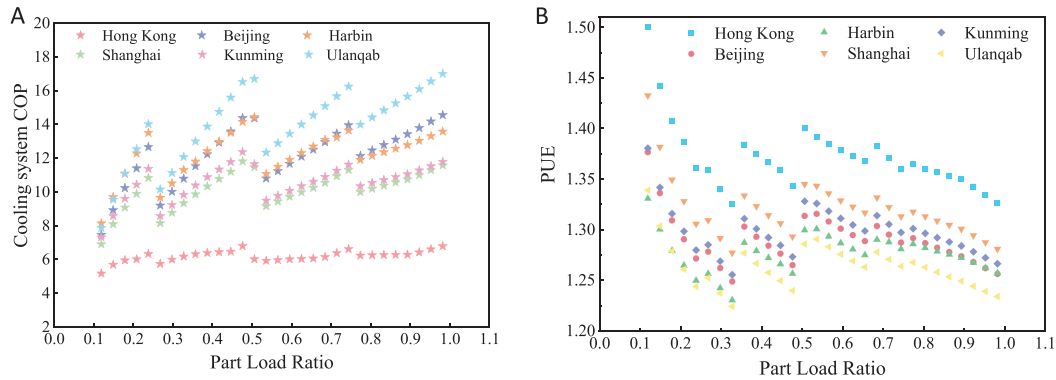 A
Cooling system COP
20
18
16
14
12
10
8
6
4
2
Hong Kong Beijing Harbin
Shanghai Kunming Ulanqab
0.0 0.1 0.2 0.3 0.4 0.5 0.6 0.7 0.8 0.9 1.0 1.1
Part Load Ratio
B
PUE
1.50
1.45
1.40
1.35
1.30
1.25
1.20
Hong Kong Harbin Kunming
Beijing Shanghai Ulanqab
0.0 0.1 0.2 0.3 0.4 0.5 0.6 0.7 0.8 0.9 1.0 1.1
Part Load Ratio